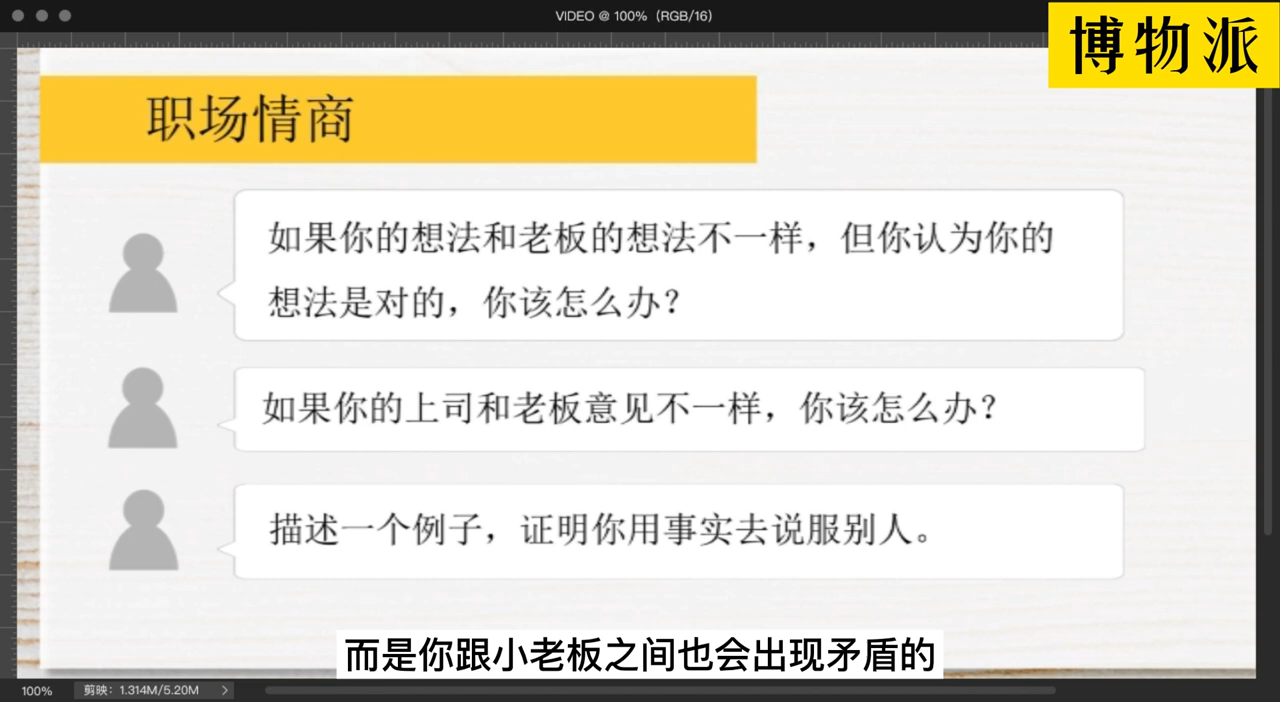 VIDEO @ 100% (RGB/16)
博物派
职场情商
如果你的想法和老板的想法不一样，但你认为你的
想法是对的，你该怎么办？
如果你的上司和老板意见不一样，你该怎么办？
描述一个例子，证明你用事实去说服别人。
而是你跟小老板之间也会出现矛盾的
100%
剪映：1.314M/5.20M